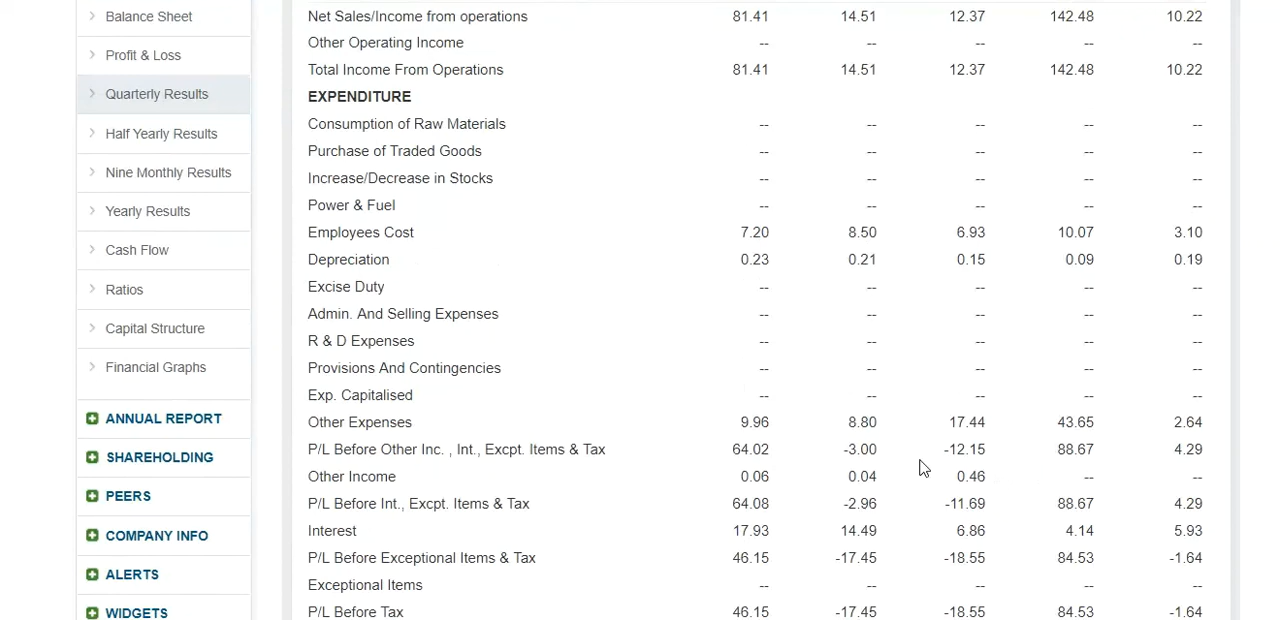 Balance Sheet
Profit & Loss
Quarterly Results
Half Yearly Results
Nine Monthly Results
Yearly Results
Cash Flow
Ratios
Capital Structure
Financial Graphs
ANNUAL REPORT
SHAREHOLDING
PEERS
COMPANY INFO
ALERTS
WIDGETS
Net Sales/Income from operations 81.41 14.51 12.37 142.48 10.22
Other Operating Income -- -- -- -- --
Total Income From Operations 81.41 14.51 12.37 142.48 10.22
EXPENDITURE
Consumption of Raw Materials -- -- -- -- --
Purchase of Traded Goods -- -- -- -- --
Increase/Decrease in Stocks -- -- -- -- --
Power & Fuel -- -- -- -- --
Employees Cost 7.20 8.50 6.93 10.07 3.10
Depreciation 0.23 0.21 0.15 0.09 0.19
Excise Duty -- -- -- -- --
Admin. And Selling Expenses -- -- -- -- --
R & D Expenses -- -- -- -- --
Provisions And Contingencies -- -- -- -- --
Exp. Capitalised -- -- -- -- --
Other Expenses 9.96 8.80 17.44 43.65 2.64
P/L Before Other Inc. , Int., Excpt. Items & Tax 64.02 -3.00 -12.15 88.67 4.29
Other Income 0.06 0.04 0.46 -- --
P/L Before Int., Excpt. Items & Tax 64.08 -2.96 -11.69 88.67 4.29
Interest 17.93 14.49 6.86 4.14 5.93
P/L Before Exceptional Items & Tax 46.15 -17.45 -18.55 84.53 -1.64
Exceptional Items -- -- -- -- --
P/L Before Tax 46.15 -17.45 -18.55 84.53 -1.64